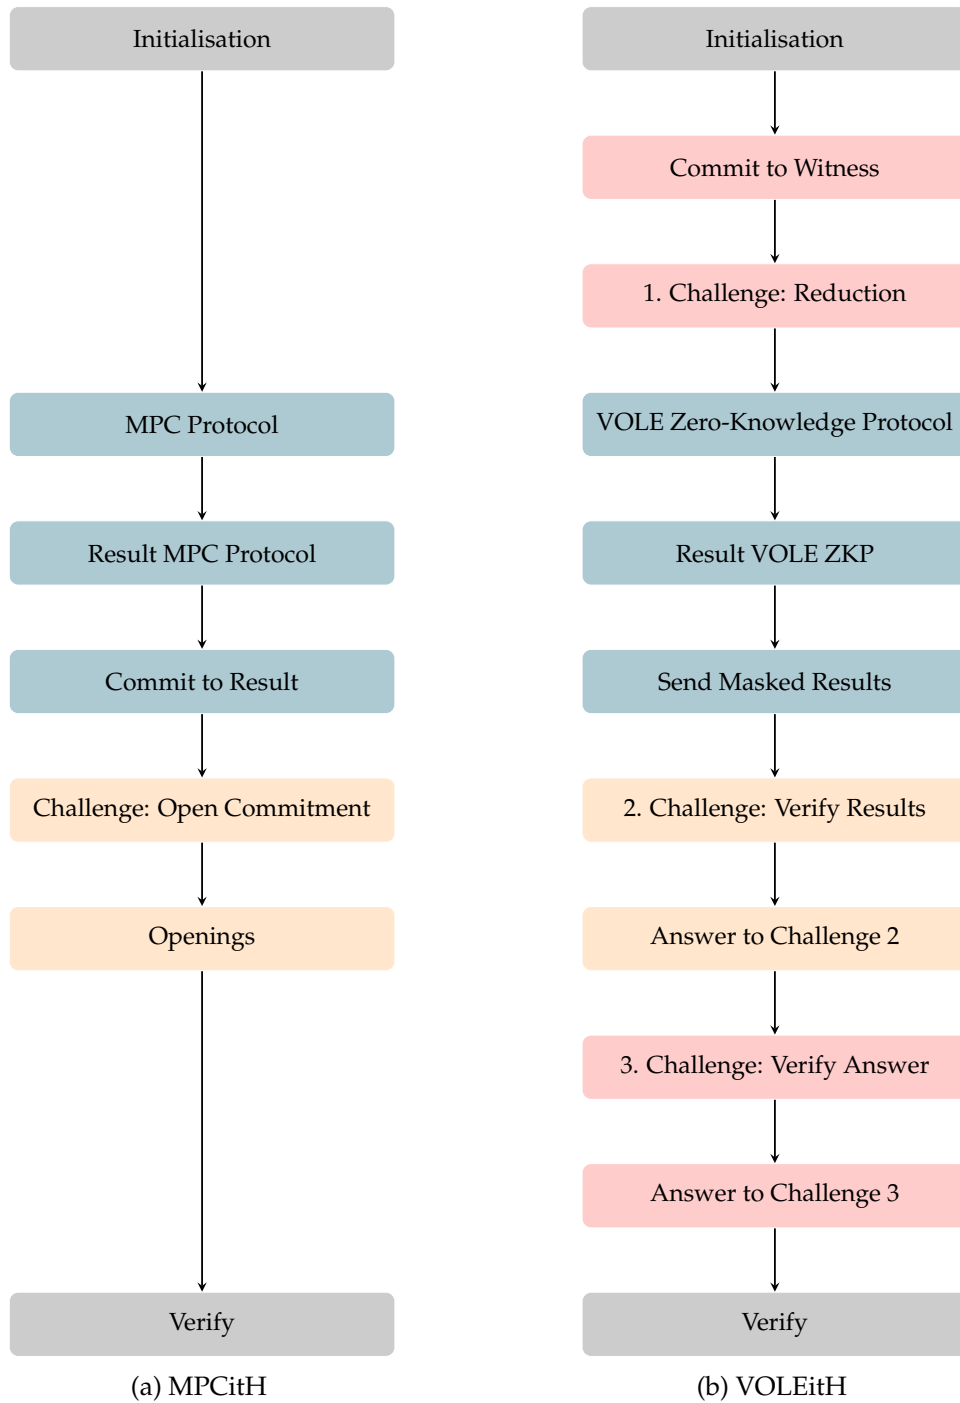 Initialisation
MPC Protocol
Result MPC Protocol
Commit to Result
Challenge: Open Commitment
Openings
Verify
(a) MPCitH
Initialisation
Commit to Witness
1. Challenge: Reduction
VOLE Zero-Knowledge Protocol
Result VOLE ZKP
Send Masked Results
2. Challenge: Verify Results
Answer to Challenge 2
3. Challenge: Verify Answer
Answer to Challenge 3
Verify
(b) VOLEitH